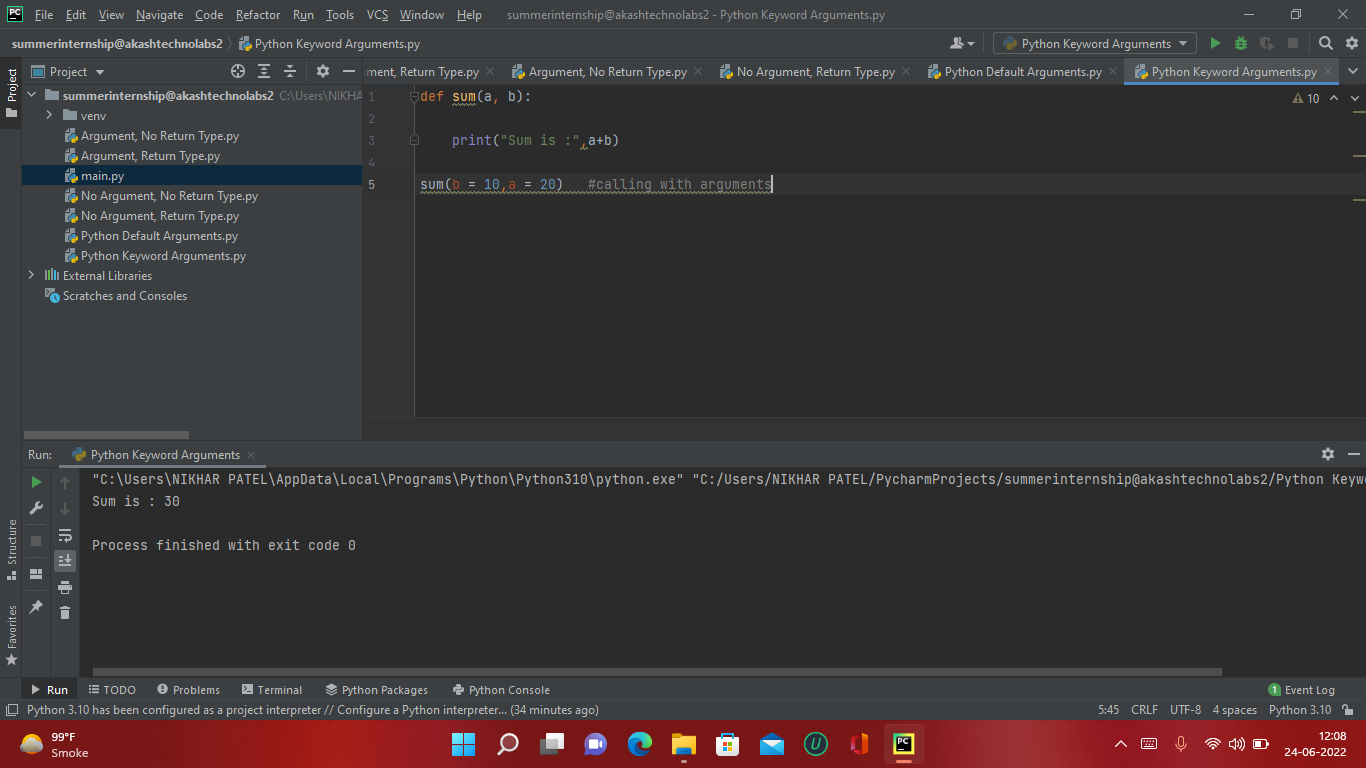 PC File Edit View Navigate Code Refactor Run Tools VCS Window Help summerinternship@akashtechnolabs2 - Python Keyword Arguments.py
summerinternship@akashtechnolabs2 Python Keyword Arguments.py Python Keyword Arguments
Project
Project
ment, Return Type.py Argument, No Return Type.py No Argument, Return Type.py Python Default Arguments.py Python Keyword Arguments.py
summerinternship@akashtechnolabs2 C:\Users\NIKHA
venv
Argument, No Return Type.py
Argument, Return Type.py
main.py
No Argument, No Return Type.py
No Argument, Return Type.py
Python Default Arguments.py
Python Keyword Arguments.py
External Libraries
Scratches and Consoles
1 def sum(a, b):
10
2
3 print("Sum is :",a+b)
4
5 sum(b = 10,a = 20) #calling with arguments
Run: Python Keyword Arguments
"C:\Users\NIKHAR PATEL\AppData\Local\Programs\Python\Python310\python.exe" "C:/Users/NIKHAR PATEL/PycharmProjects/summerinternship@akashtechnolabs2/Python Keyw
Sum is : 30
Process finished with exit code 0
Structure
Favorites
Run TODO Problems Terminal Python Packages Python Console 1 Event Log
Python 3.10 has been configured as a project interpreter // Configure a Python interpreter... (34 minutes ago) 5:45 CRLF UTF-8 4 spaces Python 3.10
99°F
Smoke
U
PC
12:08
24-06-2022